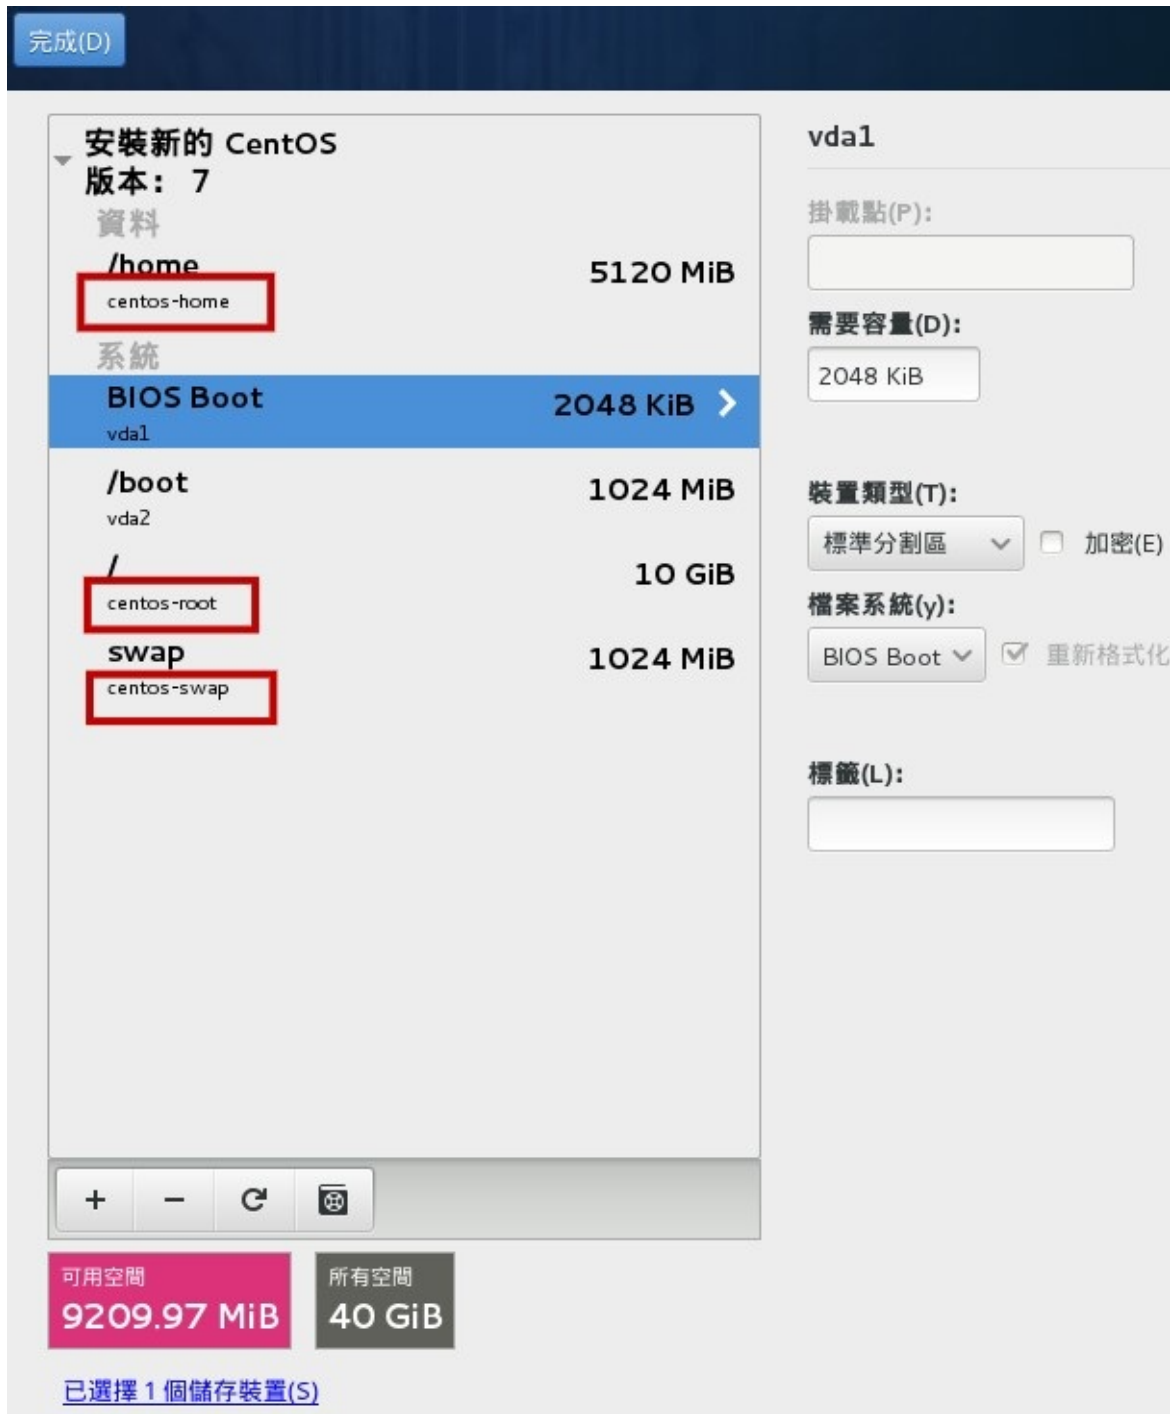 完成(D)
安裝新的 CentOS
版本： 7
資料
/home
5120 MiB
centos-home
系統
BIOS Boot
2048 KiB
vda1
/boot
1024 MiB
vda2
/
10 GiB
centos-root
swap
1024 MiB
centos-swap
+ -
可用空間
9209.97 MiB
所有空間
40 GiB
已選擇 1 個儲存裝置(S)
vda1
掛載點(P)：
需要容量(D)：
2048 KiB
裝置類型(T)：
標準分割區
加密(E)
檔案系統(y)：
BIOS Boot
重新格式化
標籤(L)：